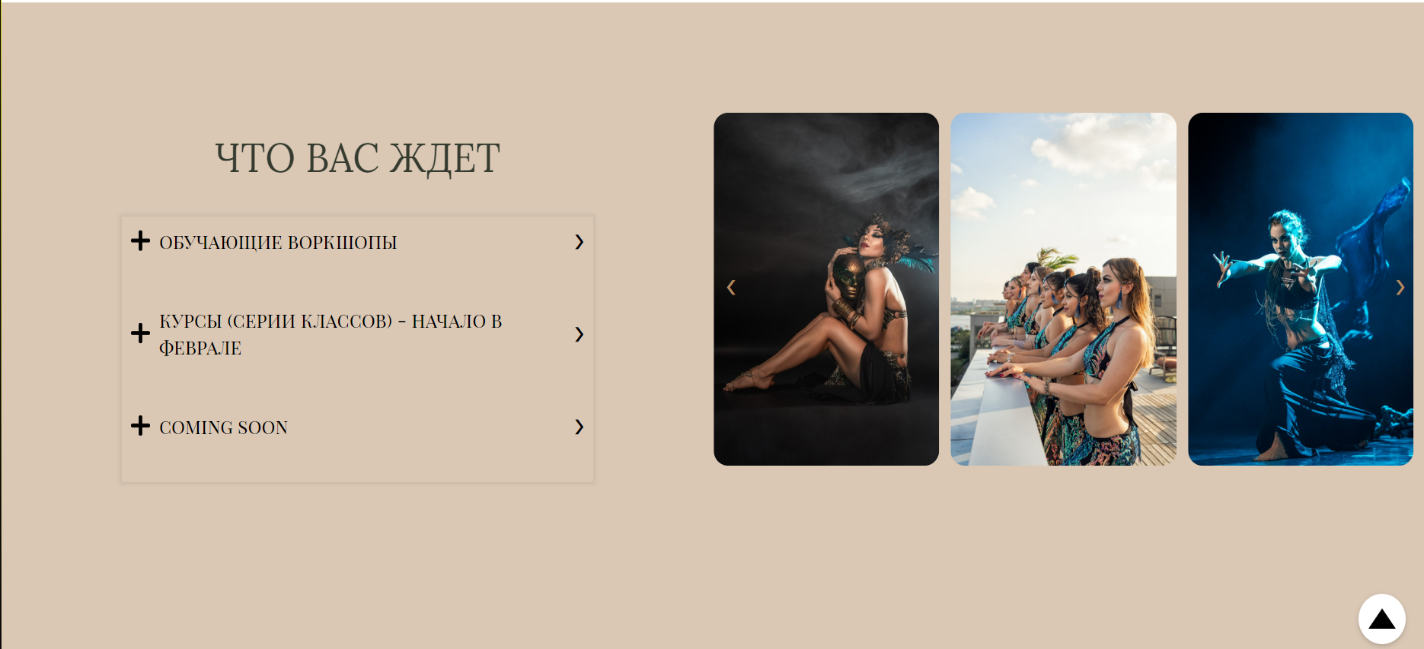 ЧТО ВАС ЖДЕТ
ОБУЧАЮЩИЕ ВОРКШОПЫ
КУРСЫ (СЕРИИ КЛАССОВ) - НАЧАЛО В
ФЕВРАЛЕ
COMING SOON